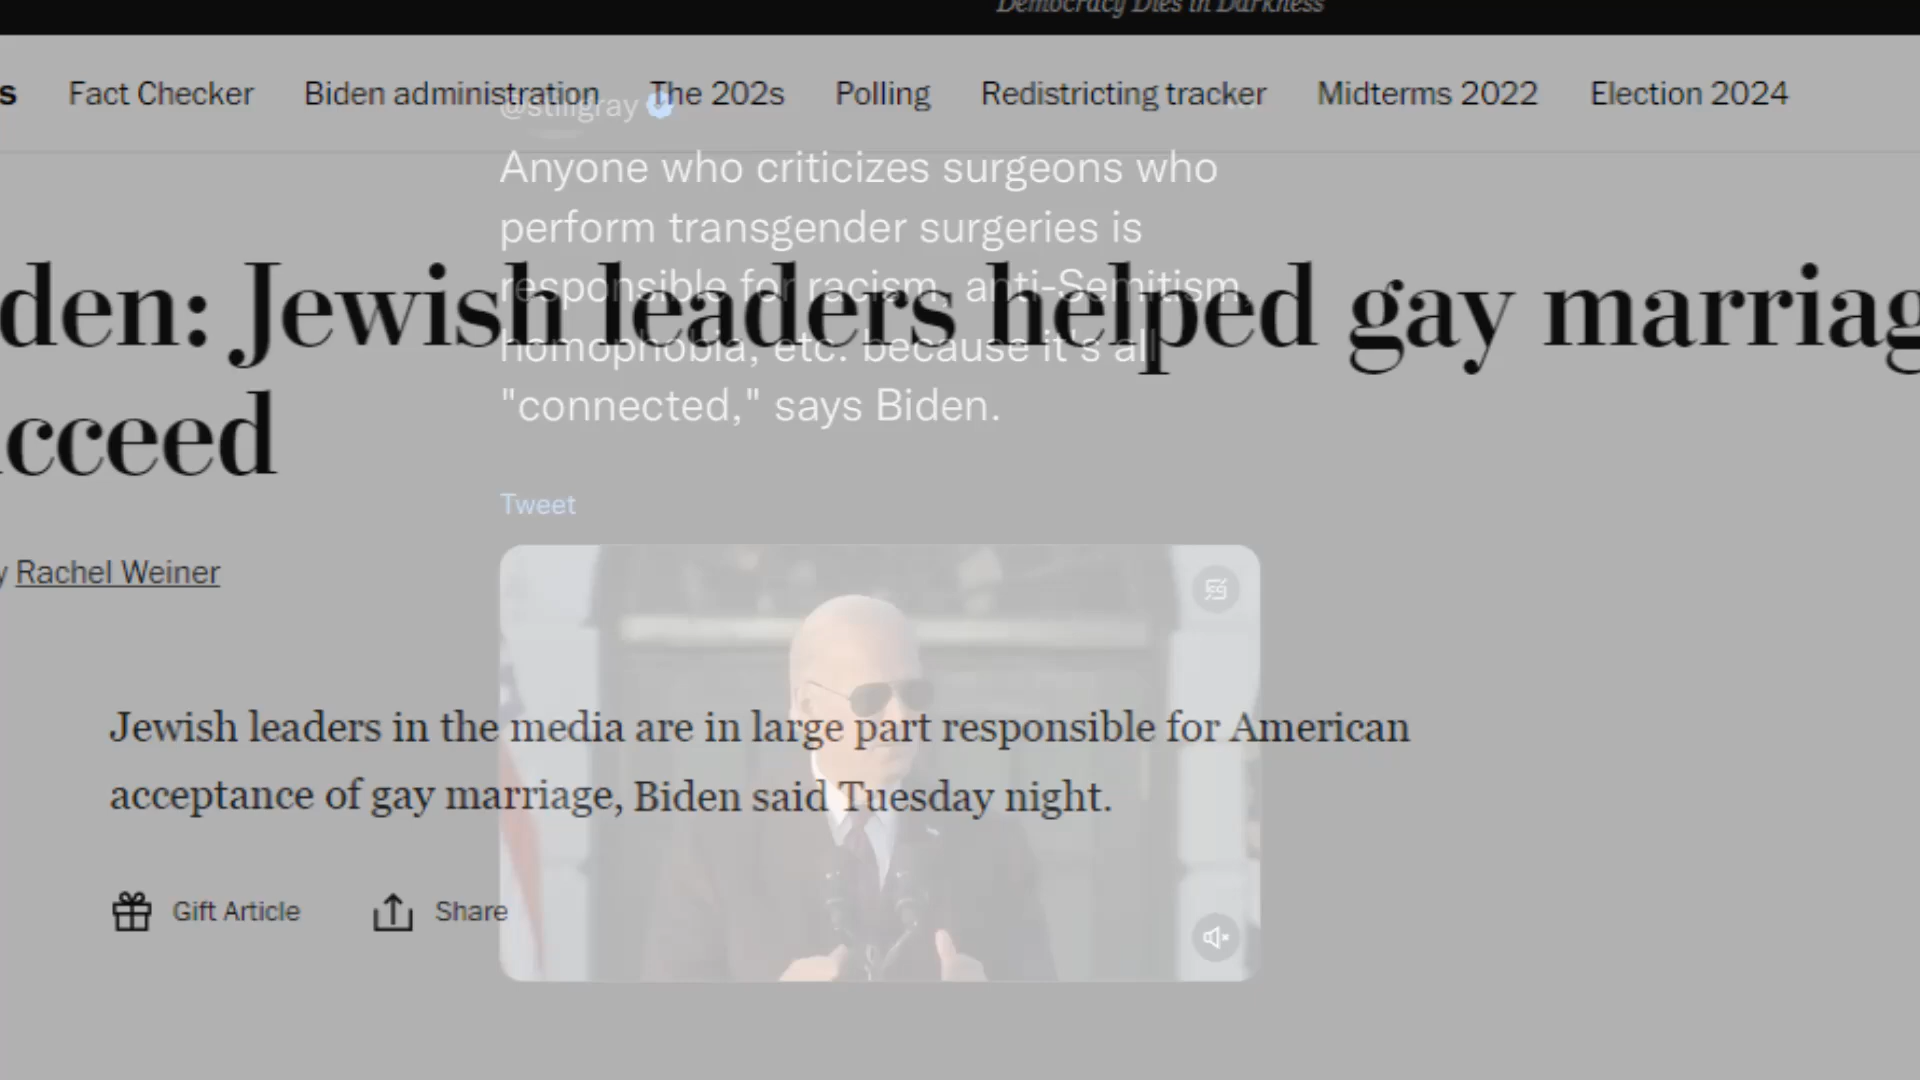 Democracy Dies in Darkness
s Fact Checker Biden administration The 202s Polling Redistricting tracker Midterms 2022 Election 2024
@stillgray
Anyone who criticizes surgeons who
perform transgender surgeries is
responsible for racism, anti-Semitism,
homophobia, etc. because it's all
"connected," says Biden.
den: Jewish leaders helped gay marriag
cceed
Tweet
y Rachel Weiner
Jewish leaders in the media are in large part responsible for American
acceptance of gay marriage, Biden said Tuesday night.
Gift Article Share